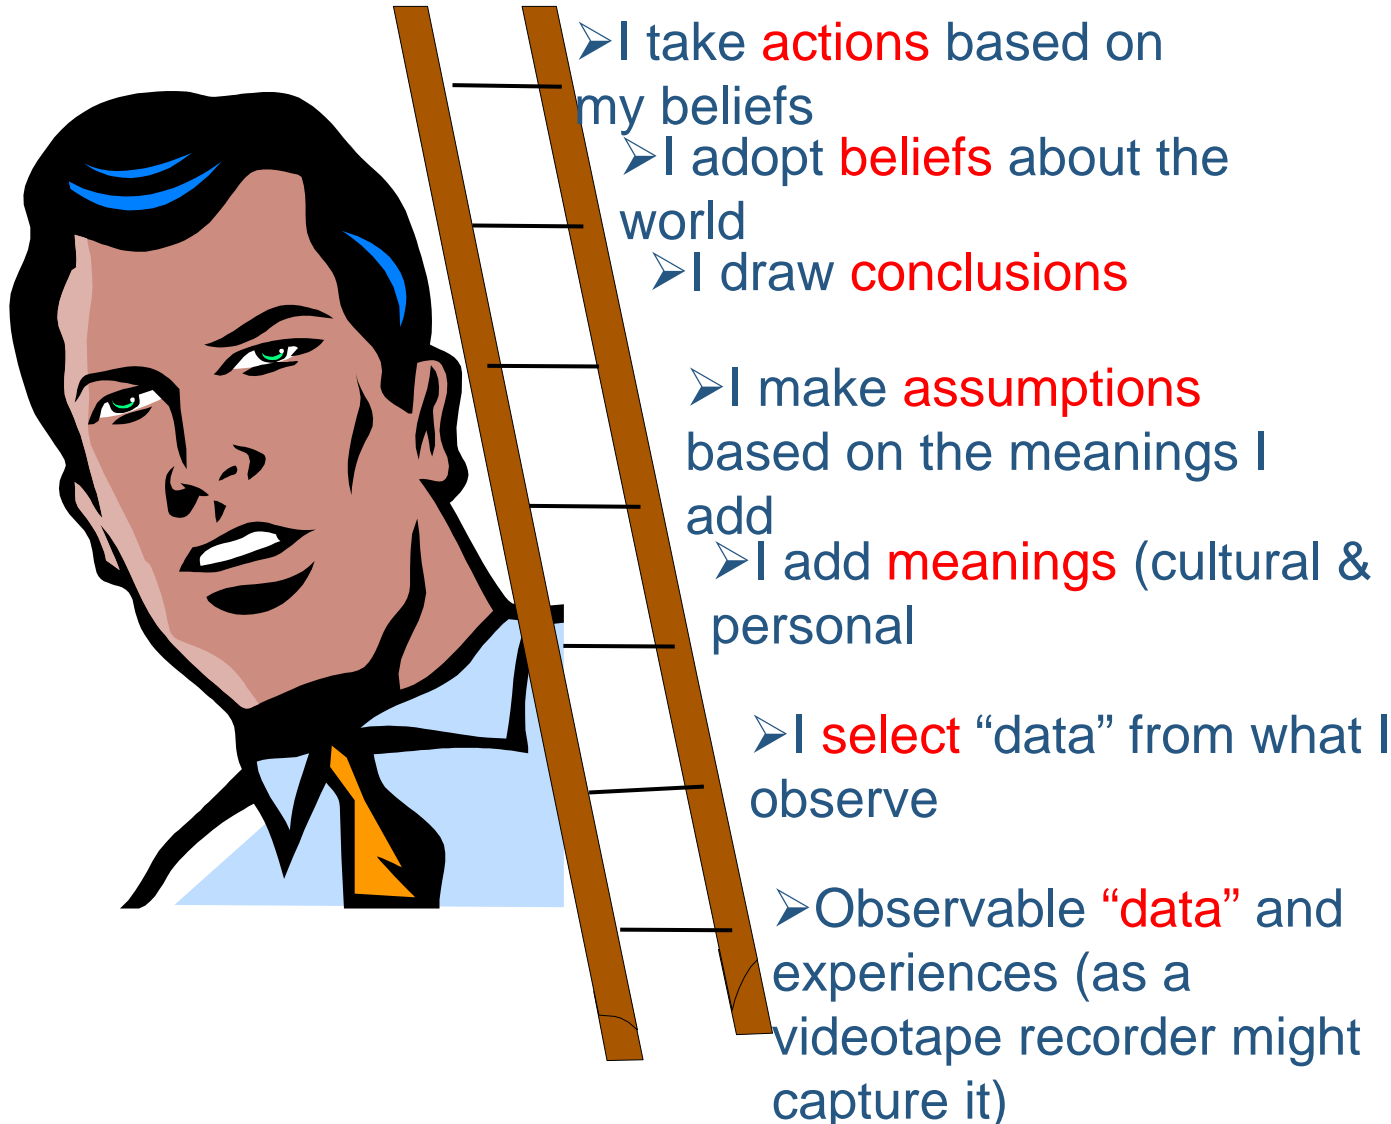 ➢I take actions based on
my beliefs
➢I adopt beliefs about the
world
➢I draw conclusions
➢I make assumptions
based on the meanings I
add
➢I add meanings (cultural &
personal
➢I select “data” from what I
observe
➢Observable “data” and
experiences (as a
videotape recorder might
capture it)